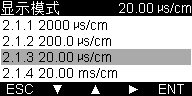 显示模式 20.00 µs/cm
2.1.1 2000 µs/cm
2.1.2 200.0 µs/cm
2.1.3 20.00 µs/cm
2.1.4 20.00 ms/cm
ESC ▼ ▲ ► ENT